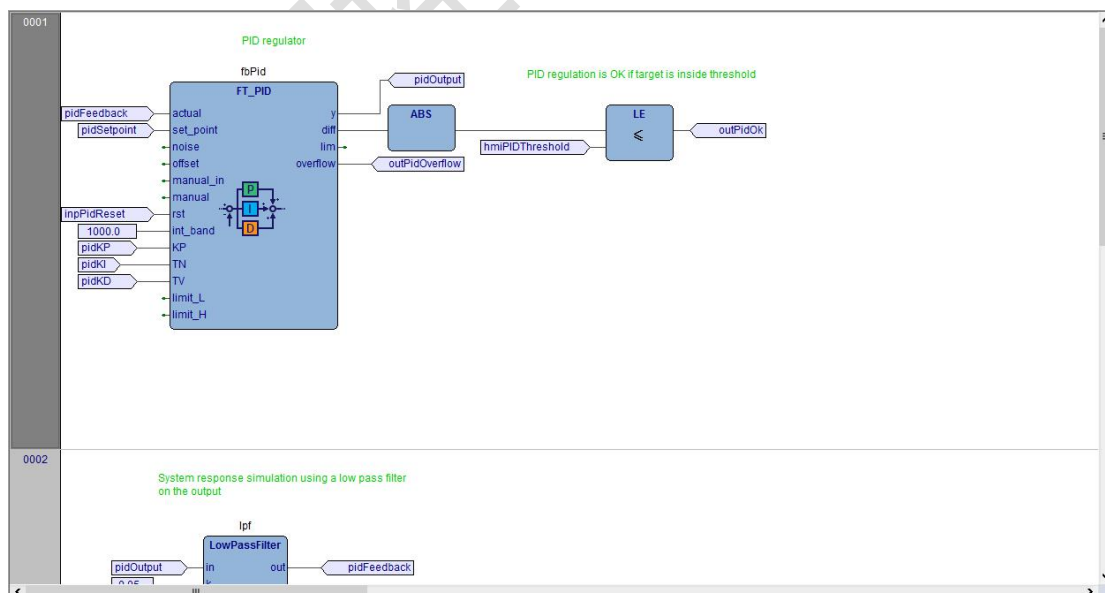 0001
PID regulator
fbPid
FT_PID
pidOutput
PID regulation is OK if target is inside threshold
pidFeedback
actual
y
ABS
LE
pidSetpoint
set_point
diff
≤
outPidOk
noise
lim
hmiPIDThreshold
offset
overflow
outPidOverflow
manual_in
manual
P
inpPidReset
rst
I
1000.0
int_band
D
pidKP
KP
pidKI
TN
pidKD
TV
limit_L
limit_H
0002
System response simulation using a low pass filter
on the output
lpf
LowPassFilter
pidOutput
in
out
pidFeedback
0.05
k